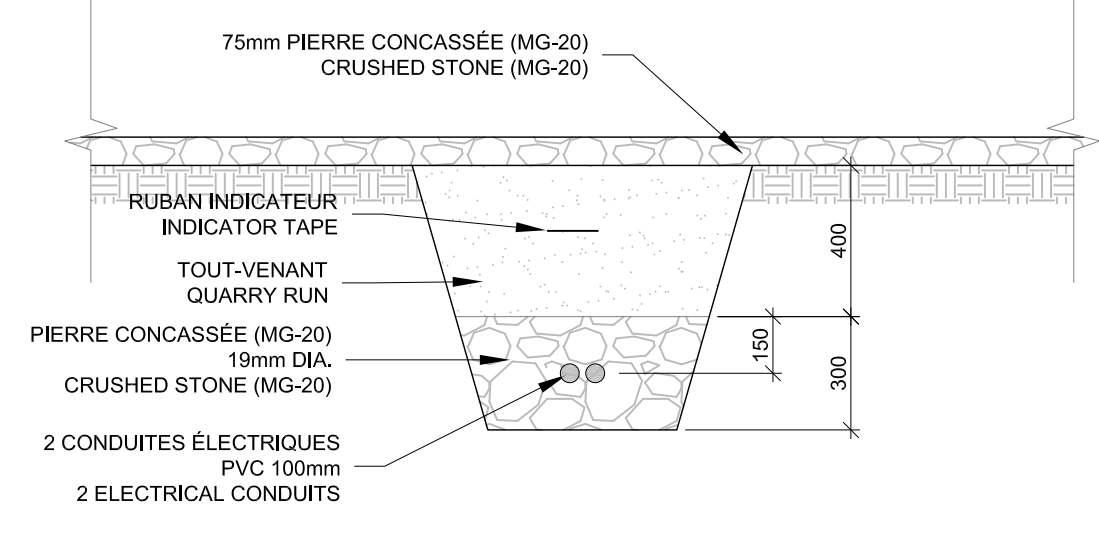 75mm PIERRE CONCASSÉE (MG-20)
CRUSHED STONE (MG-20)
RUBAN INDICATEUR
INDICATOR TAPE
TOUT-VENANT
QUARRY RUN
PIERRE CONCASSÉE (MG-20)
19mm DIA.
CRUSHED STONE (MG-20)
2 CONDUITES ÉLECTRIQUES
PVC 100mm
2 ELECTRICAL CONDUITS
400
150
300